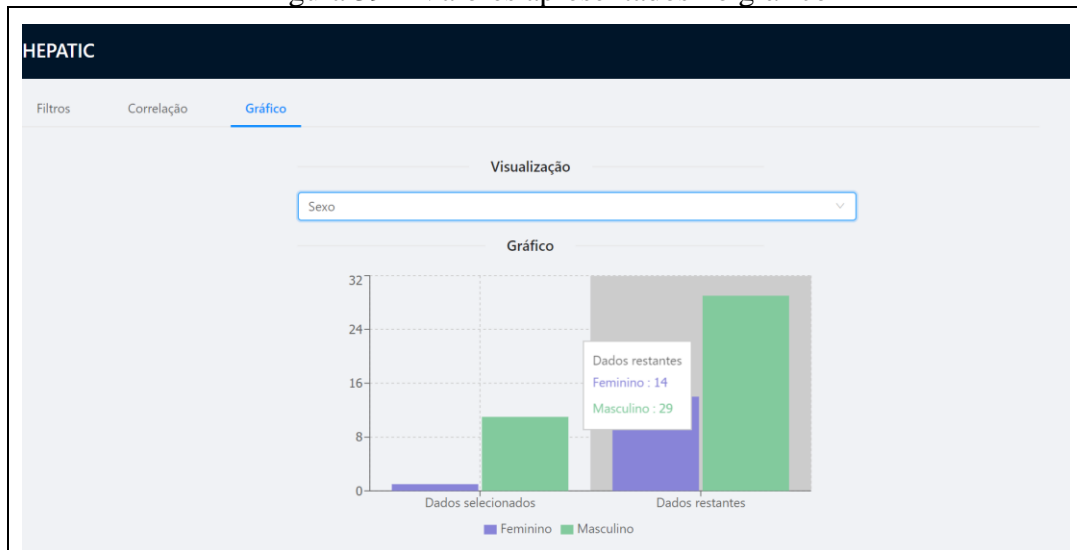 HEPATIC
Filtros Correlação Gráfico
Visualização
Sexo
Gráfico
32
24
16
8
0
Dados restantes
Feminino : 14
Masculino : 29
Dados selecionados Dados restantes
Feminino Masculino